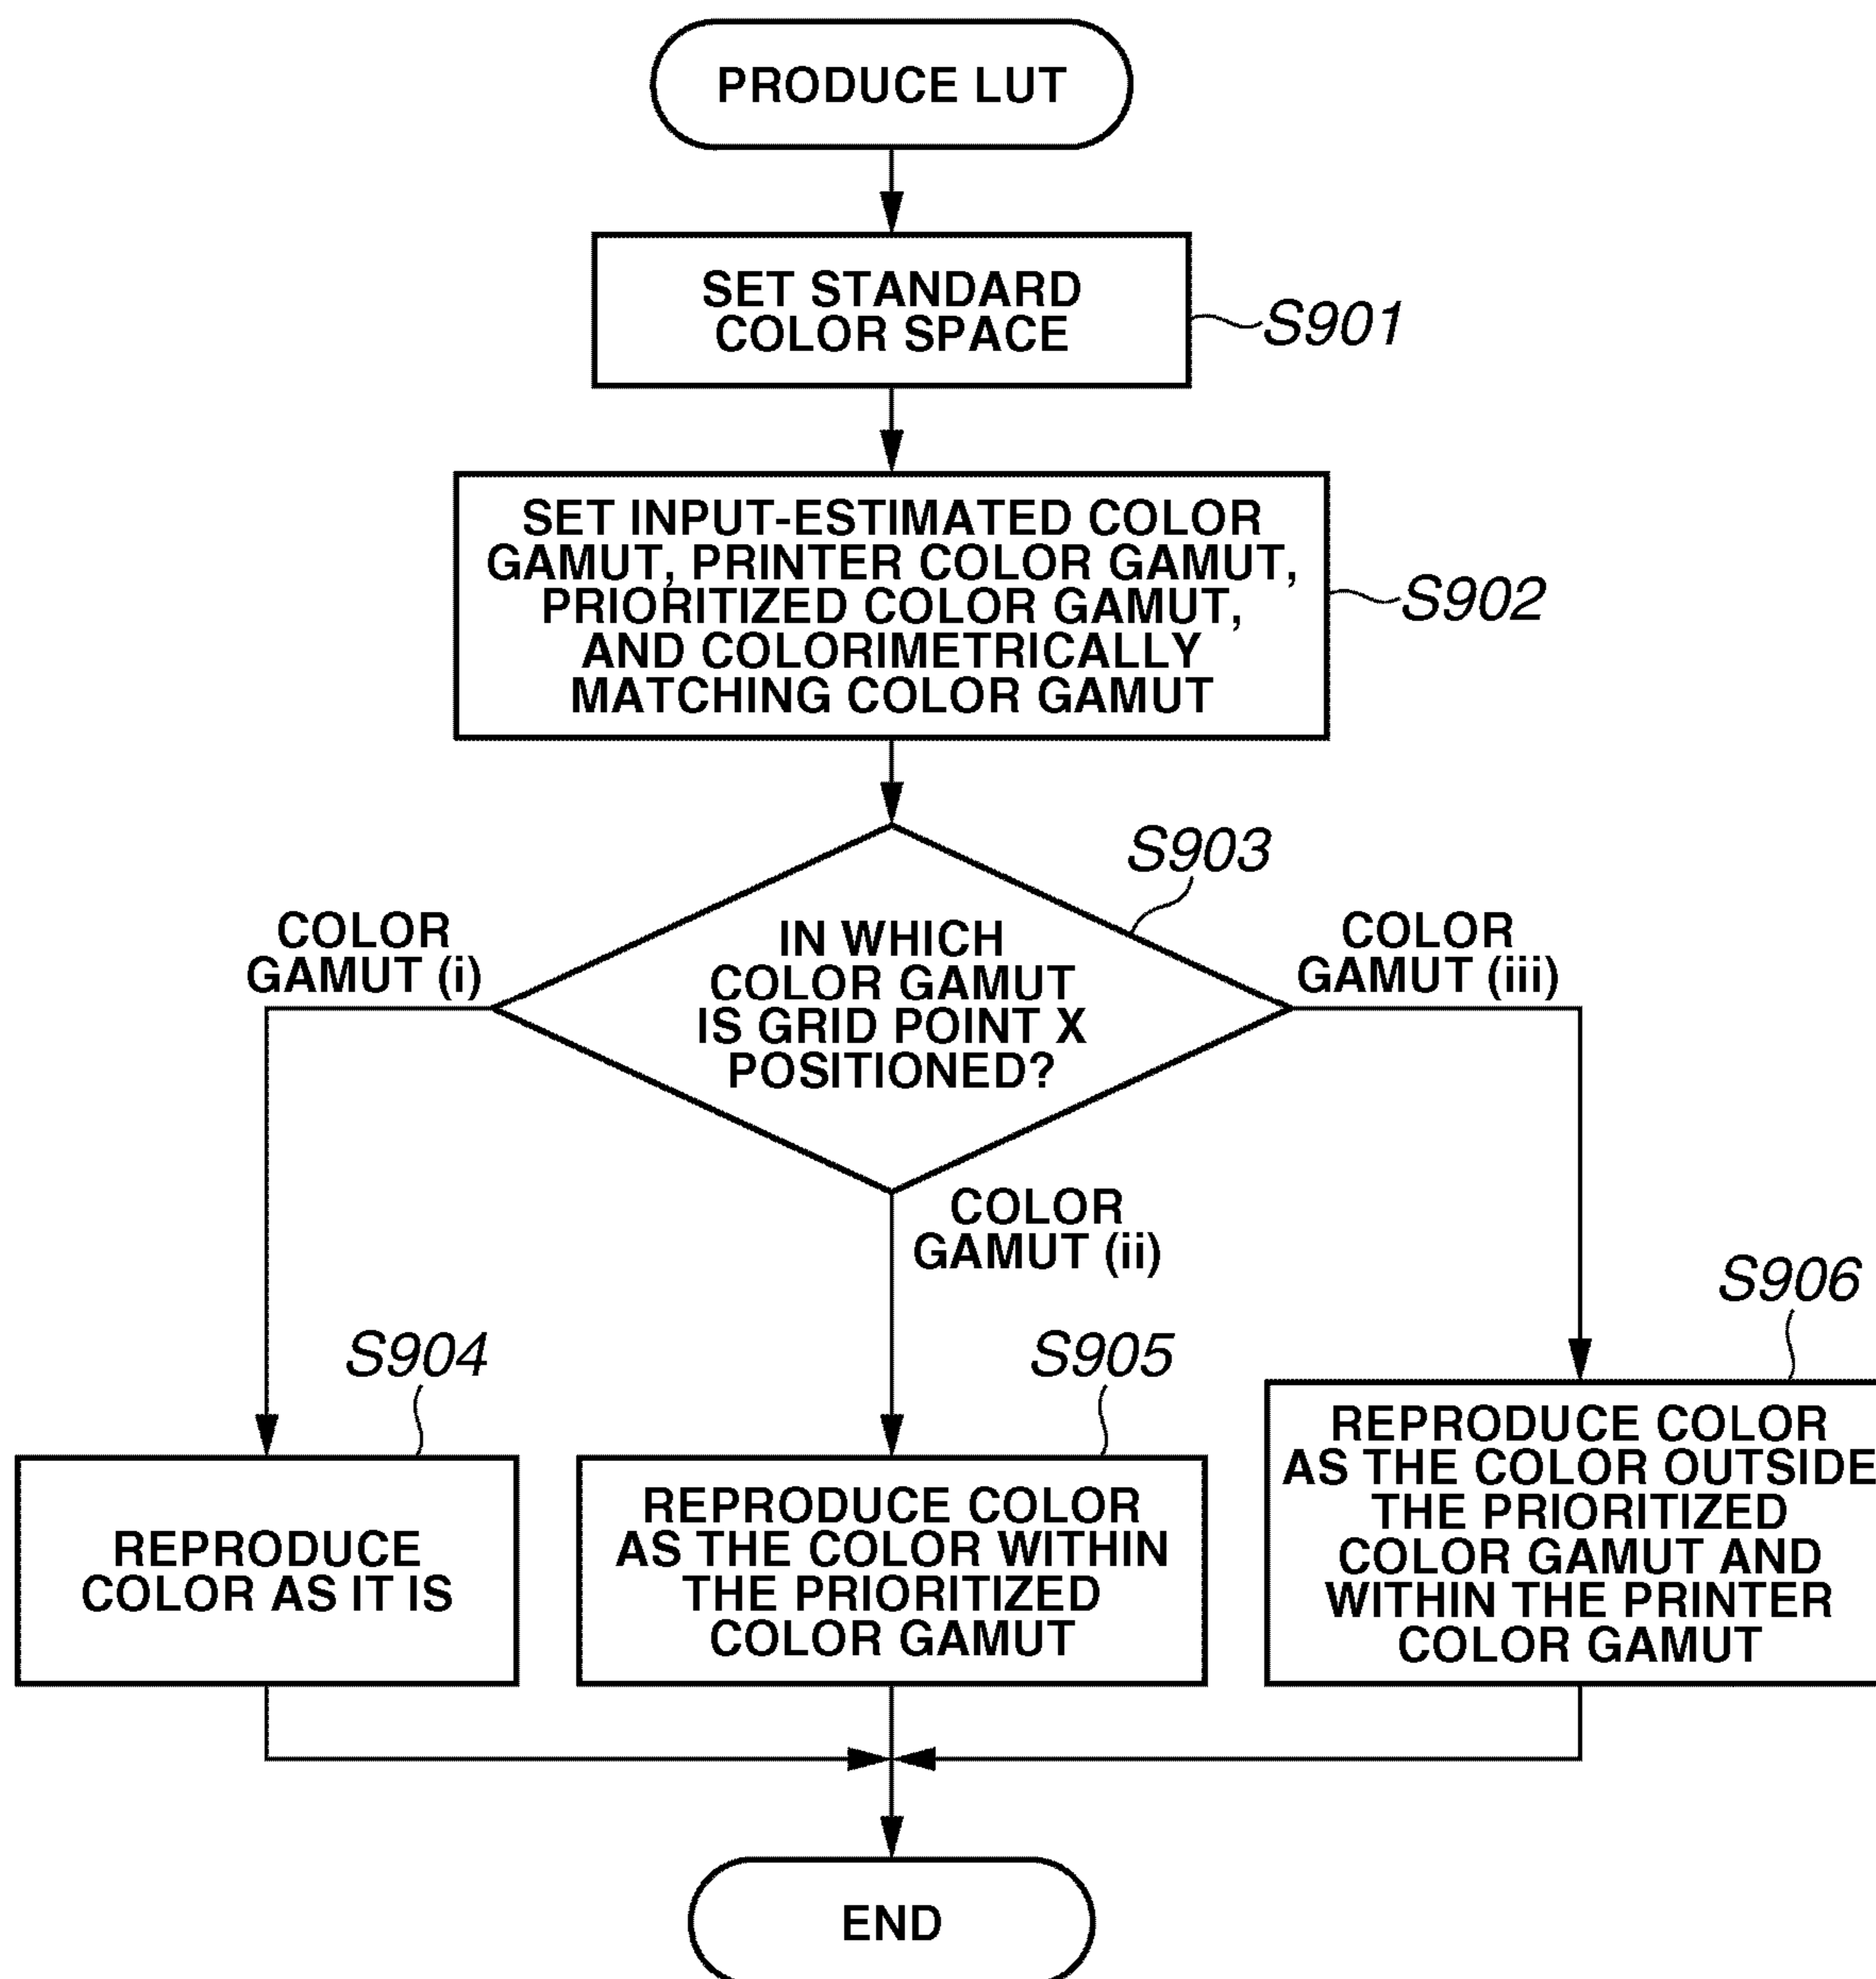 PRODUCE LUT
SET STANDARD
COLOR SPACE
S901
SET INPUT-ESTIMATED COLOR
GAMUT, PRINTER COLOR GAMUT,
PRIORITIZED COLOR GAMUT,
AND COLORIMETRICALLY
MATCHING COLOR GAMUT
S902
S903
IN WHICH
COLOR GAMUT
IS GRID POINT X
POSITIONED?
COLOR
GAMUT (i)
COLOR
GAMUT (iii)
COLOR
GAMUT (ii)
S904
REPRODUCE
COLOR AS IT IS
S905
REPRODUCE COLOR
AS THE COLOR WITHIN
THE PRIORITIZED
COLOR GAMUT
S906
REPRODUCE COLOR
AS THE COLOR OUTSIDE
THE PRIORITIZED
COLOR GAMUT AND
WITHIN THE PRINTER
COLOR GAMUT
END